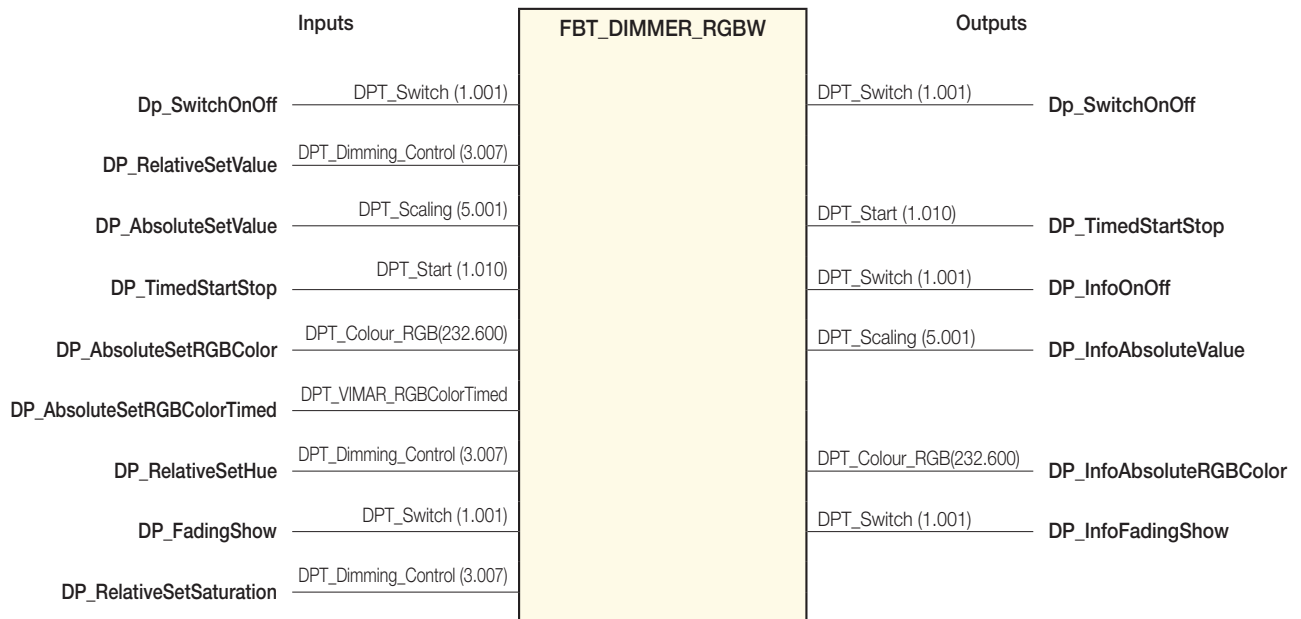 Inputs
FBT_DIMMER_RGBW
Outputs
Dp_SwitchOnOff
DPT_Switch (1.001)
DPT_Switch (1.001)
Dp_SwitchOnOff
DP_RelativeSetValue
DPT_Dimming_Control (3.007)
DP_AbsoluteSetValue
DPT_Scaling (5.001)
DPT_Start (1.010)
DP_TimedStartStop
DP_TimedStartStop
DPT_Start (1.010)
DPT_Switch (1.001)
DP_InfoOnOff
DP_AbsoluteSetRGBColor
DPT_Colour_RGB(232.600)
DPT_Scaling (5.001)
DP_InfoAbsoluteValue
DP_AbsoluteSetRGBColorTimed
DPT_VIMAR_RGBColorTimed
DP_RelativeSetHue
DPT_Dimming_Control (3.007)
DPT_Colour_RGB(232.600)
DP_InfoAbsoluteRGBColor
DP_FadingShow
DPT_Switch (1.001)
DPT_Switch (1.001)
DP_InfoFadingShow
DP_RelativeSetSaturation
DPT_Dimming_Control (3.007)